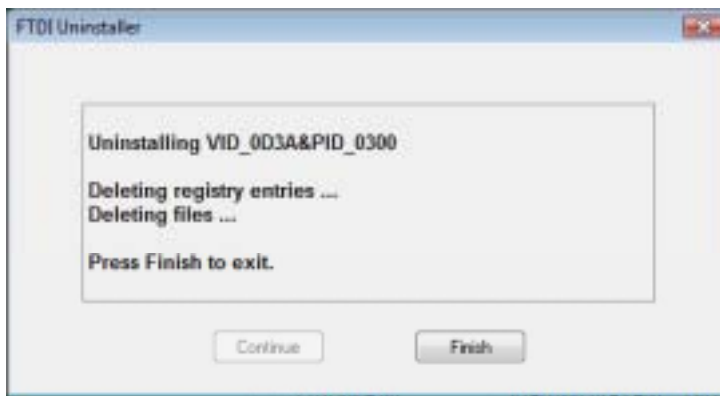 FTDI Uninstaller
Uninstalling VID_0D3A&PID_0300
Deleting registry entries ...
Deleting files ...
Press Finish to exit.
Continue
Finish